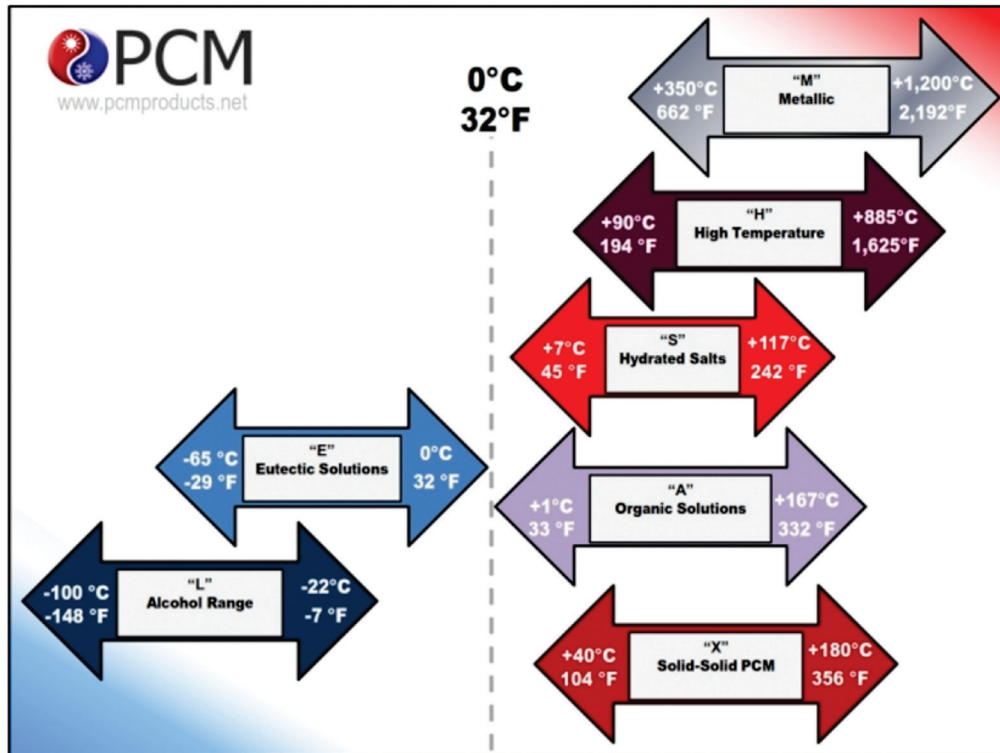 PCM
www.pcmproducts.net
0°C
32°F
+350°C
662 °F
“M”
Metallic
+1,200°C
2,192°F
+90°C
194 °F
“H”
High Temperature
+885°C
1,625°F
+7°C
45 °F
“S”
Hydrated Salts
+117°C
242 °F
-65 °C
-29 °F
“E”
Eutectic Solutions
0°C
32 °F
+1°C
33 °F
“A”
Organic Solutions
+167°C
332 °F
-100 °C
-148 °F
“L”
Alcohol Range
-22°C
-7 °F
+40°C
104 °F
“X”
Solid-Solid PCM
+180°C
356 °F